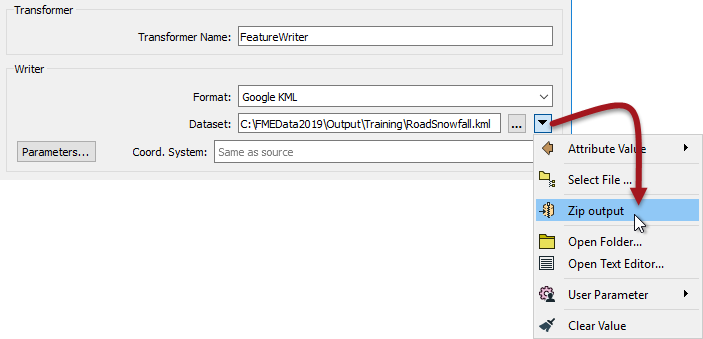 Transformer
Transformer Name: FeatureWriter
Writer
Format: Google KML
Dataset: C:\FMEData2019\Output\Training\RoadSnowfall.kml ...
Parameters... Coord. System: Same as source
Attribute Value
Select File ...
Zip output
Open Folder...
Open Text Editor...
User Parameter
Clear Value